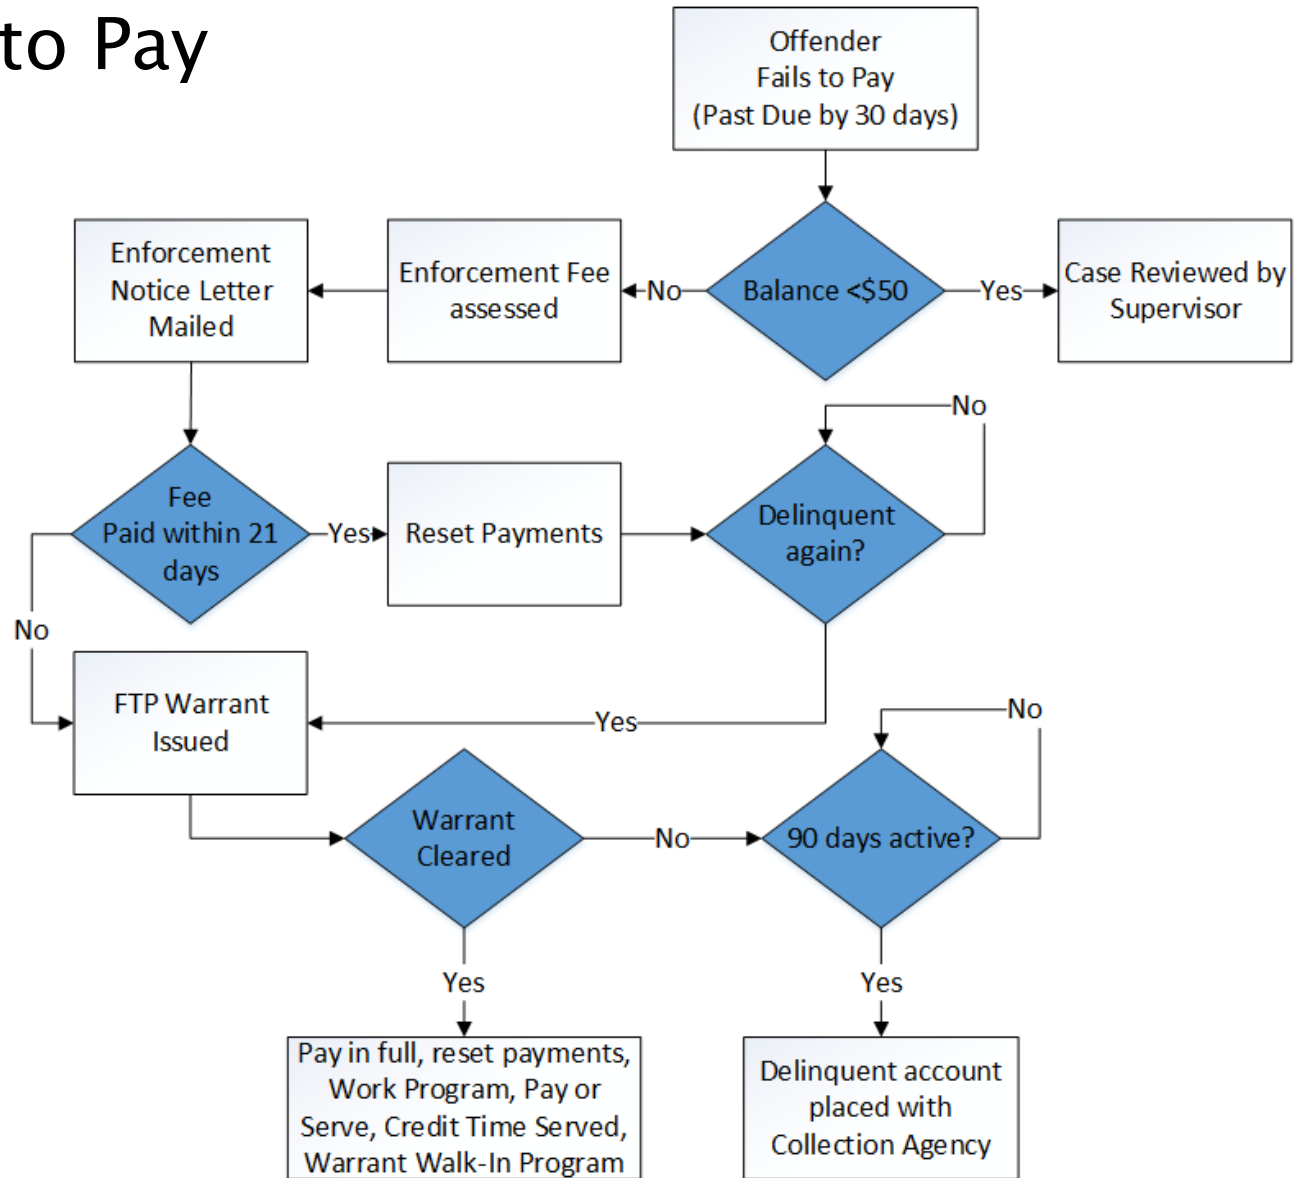 to Pay
Offender
Fails to Pay
(Past Due by 30 days)
Enforcement
Notice Letter
Mailed
Enforcement Fee
assessed
No
Balance <$50
Yes
Case Reviewed by
Supervisor
No
Fee
Paid within 21
days
Yes
Reset Payments
Delinquent
again?
No
FTP Warrant
Issued
Yes
No
Warrant
Cleared
No
90 days active?
Yes
Yes
Pay in full, reset payments,
Work Program, Pay or
Serve, Credit Time Served,
Warrant Walk-In Program
Delinquent account
placed with
Collection Agency